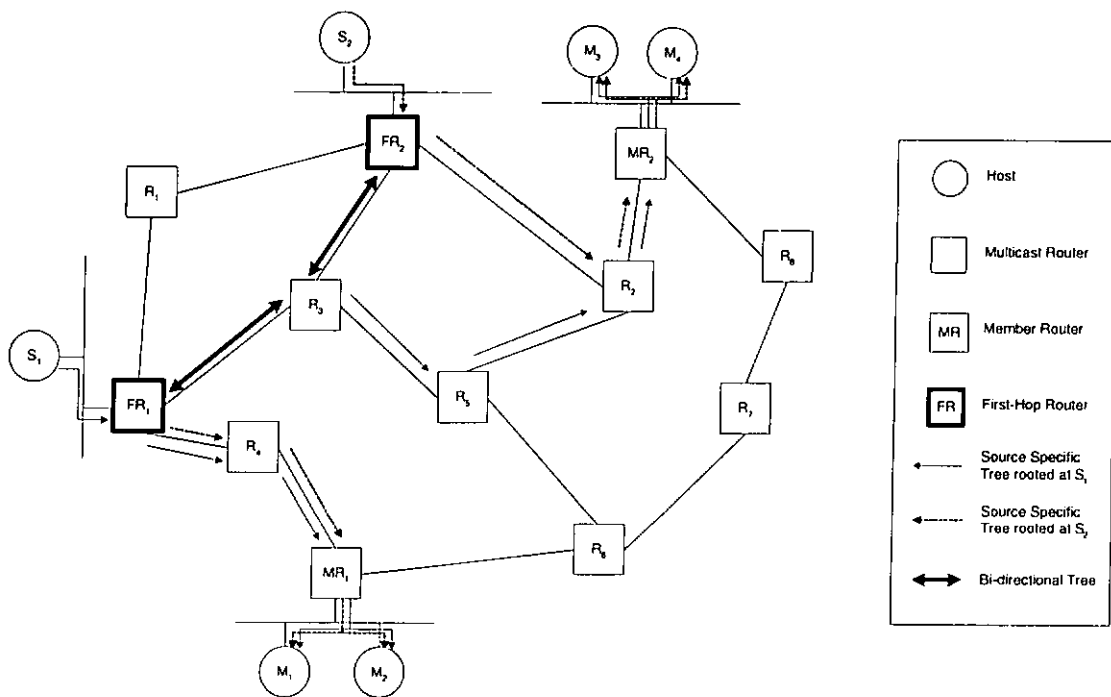 S₂
M₃
M₄
FR₂
MR₂
R₁
R₈
R₂
R₃
S₁
FR₁
R₅
R₇
R₄
R₆
MR₁
M₁
M₂
Host
Multicast Router
MR
Member Router
FR
First-Hop Router
Source Specific
Tree rooted at S₁
Source Specific
Tree rooted at S₂
Bi-directional Tree